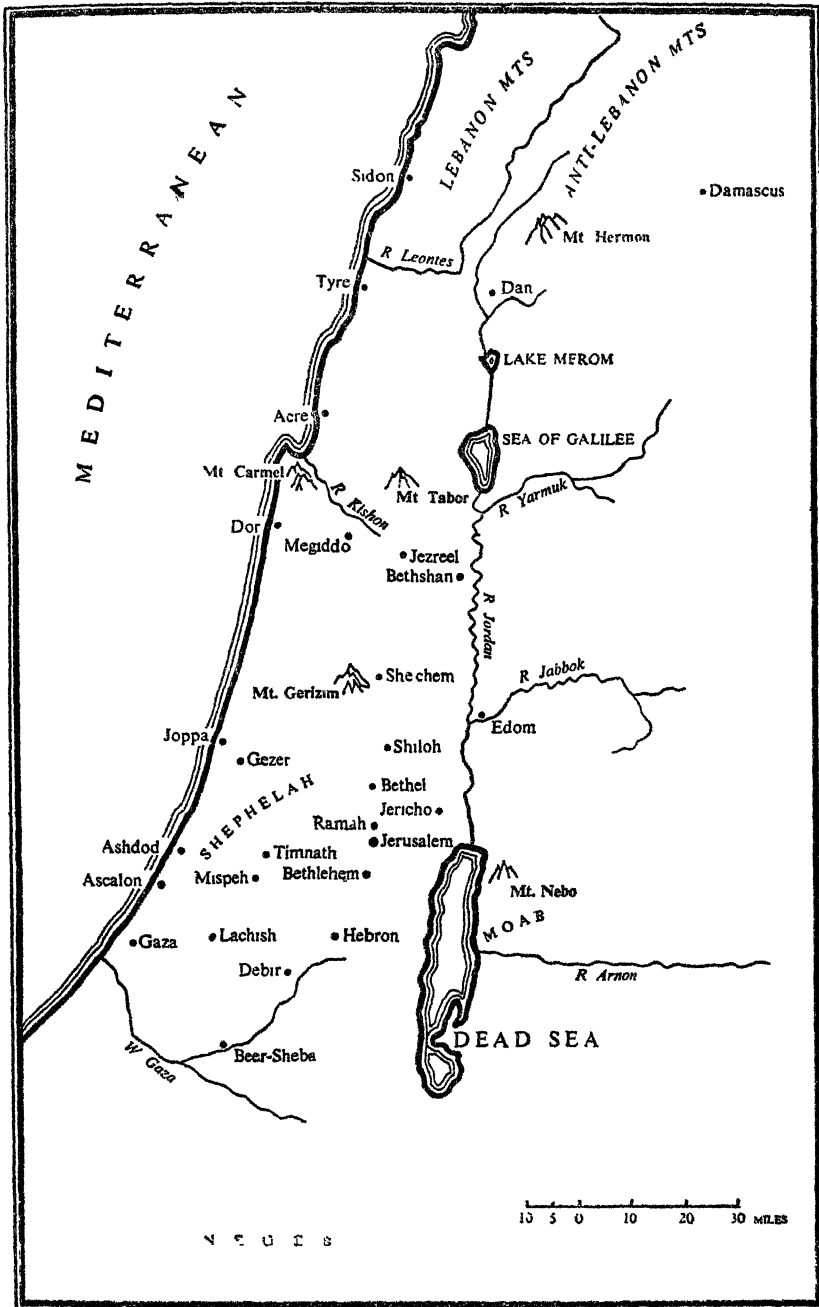 LEBANON MTS
ANTI-LEBANON MTS
MEDITERRANEAN
Sidon
Damascus
Mt Hermon
R Leontes
Tyre
Dan
LAKE MEROM
Acre
SEA OF GALILEE
Mt Carmel
R Kishon
Mt Tabor
R Yarmuk
Dor
Megiddo
Jezreel
Bethshan
R Jordan
Shechem
Mt. Gerizim
R Jabbok
Edom
Joppa
Gezer
Shiloh
SHEPHELAH
Bethel
Jericho
Ramah
Jerusalem
Ashdod
Timnath
Ascalon
Mispeh
Bethlehem
Mt. Nebo
MOAB
Gaza
Lachish
Hebron
Debir
R Arnon
DEAD SEA
W Gaza
Beer-Sheba
10 5 0 10 20 30 MILES